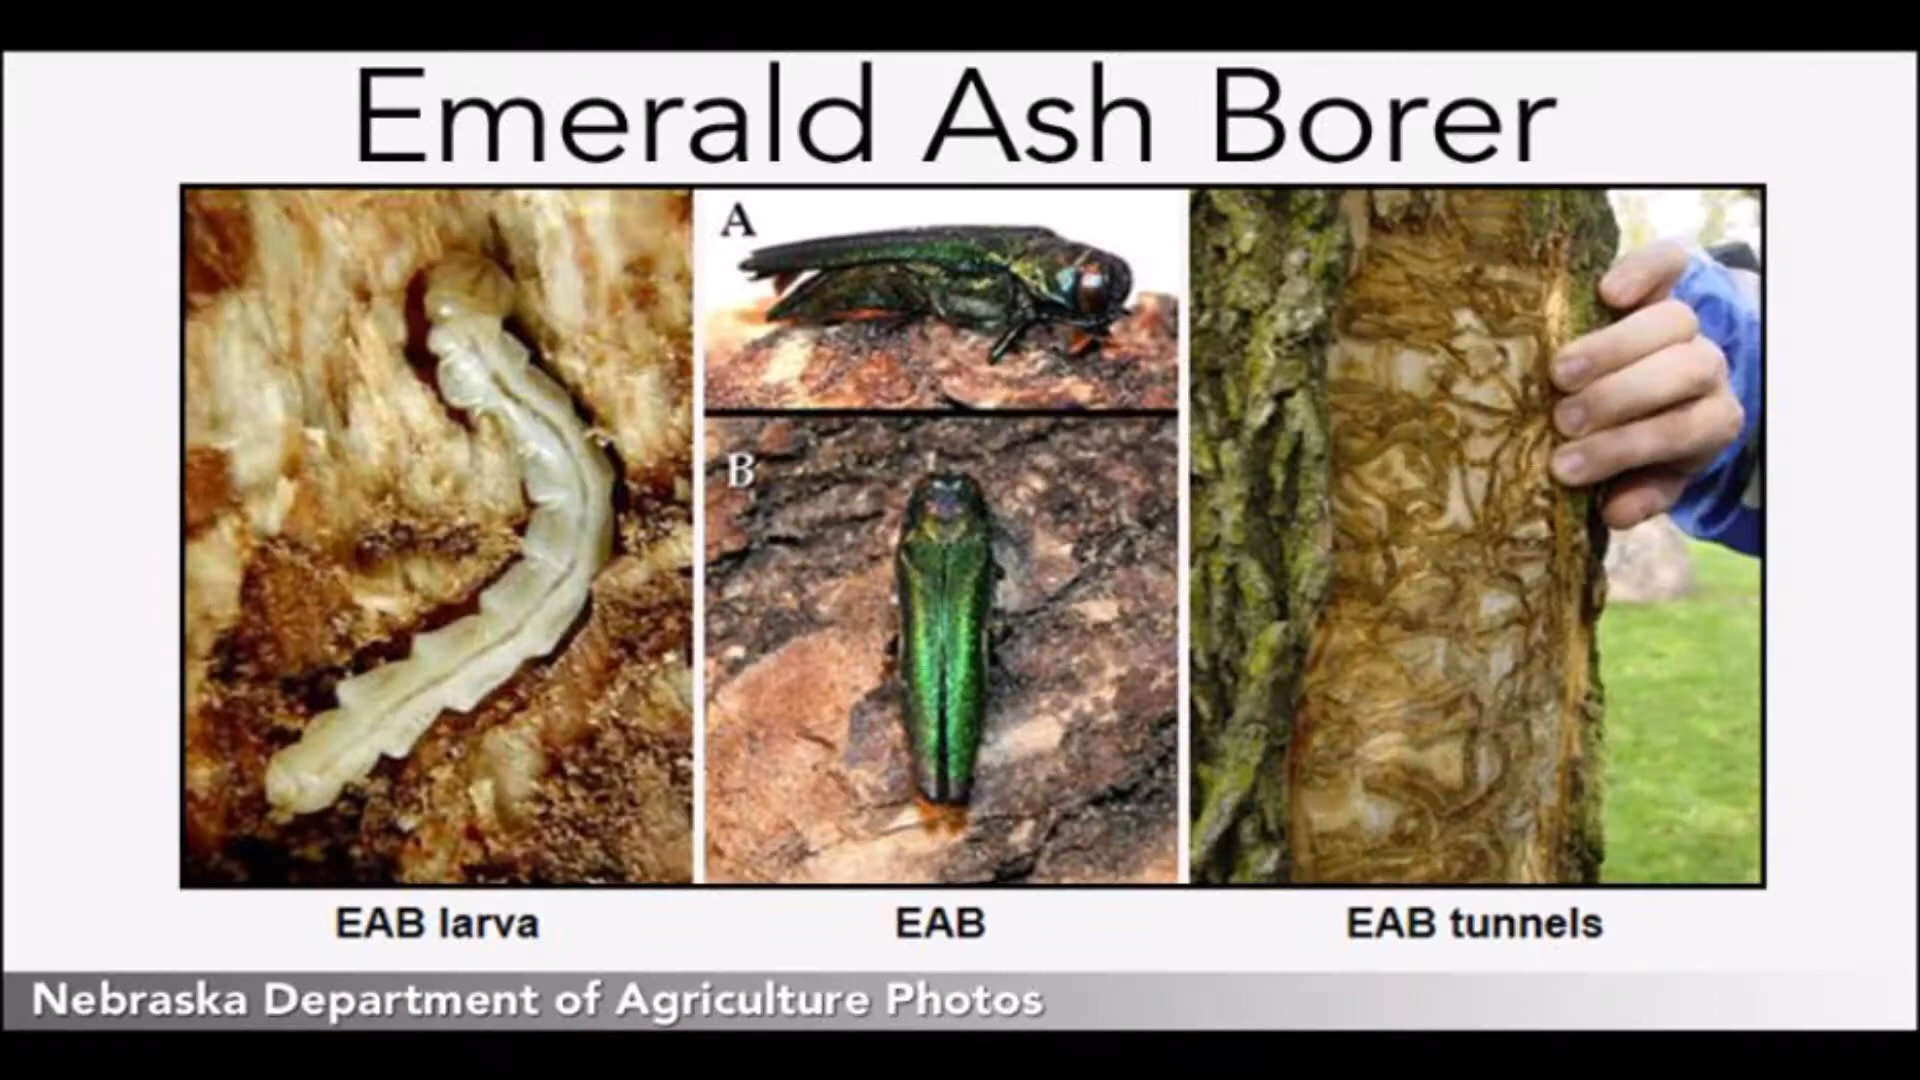 Emerald Ash Borer
A
B
EAB larva
EAB
EAB tunnels
Nebraska Department of Agriculture Photos